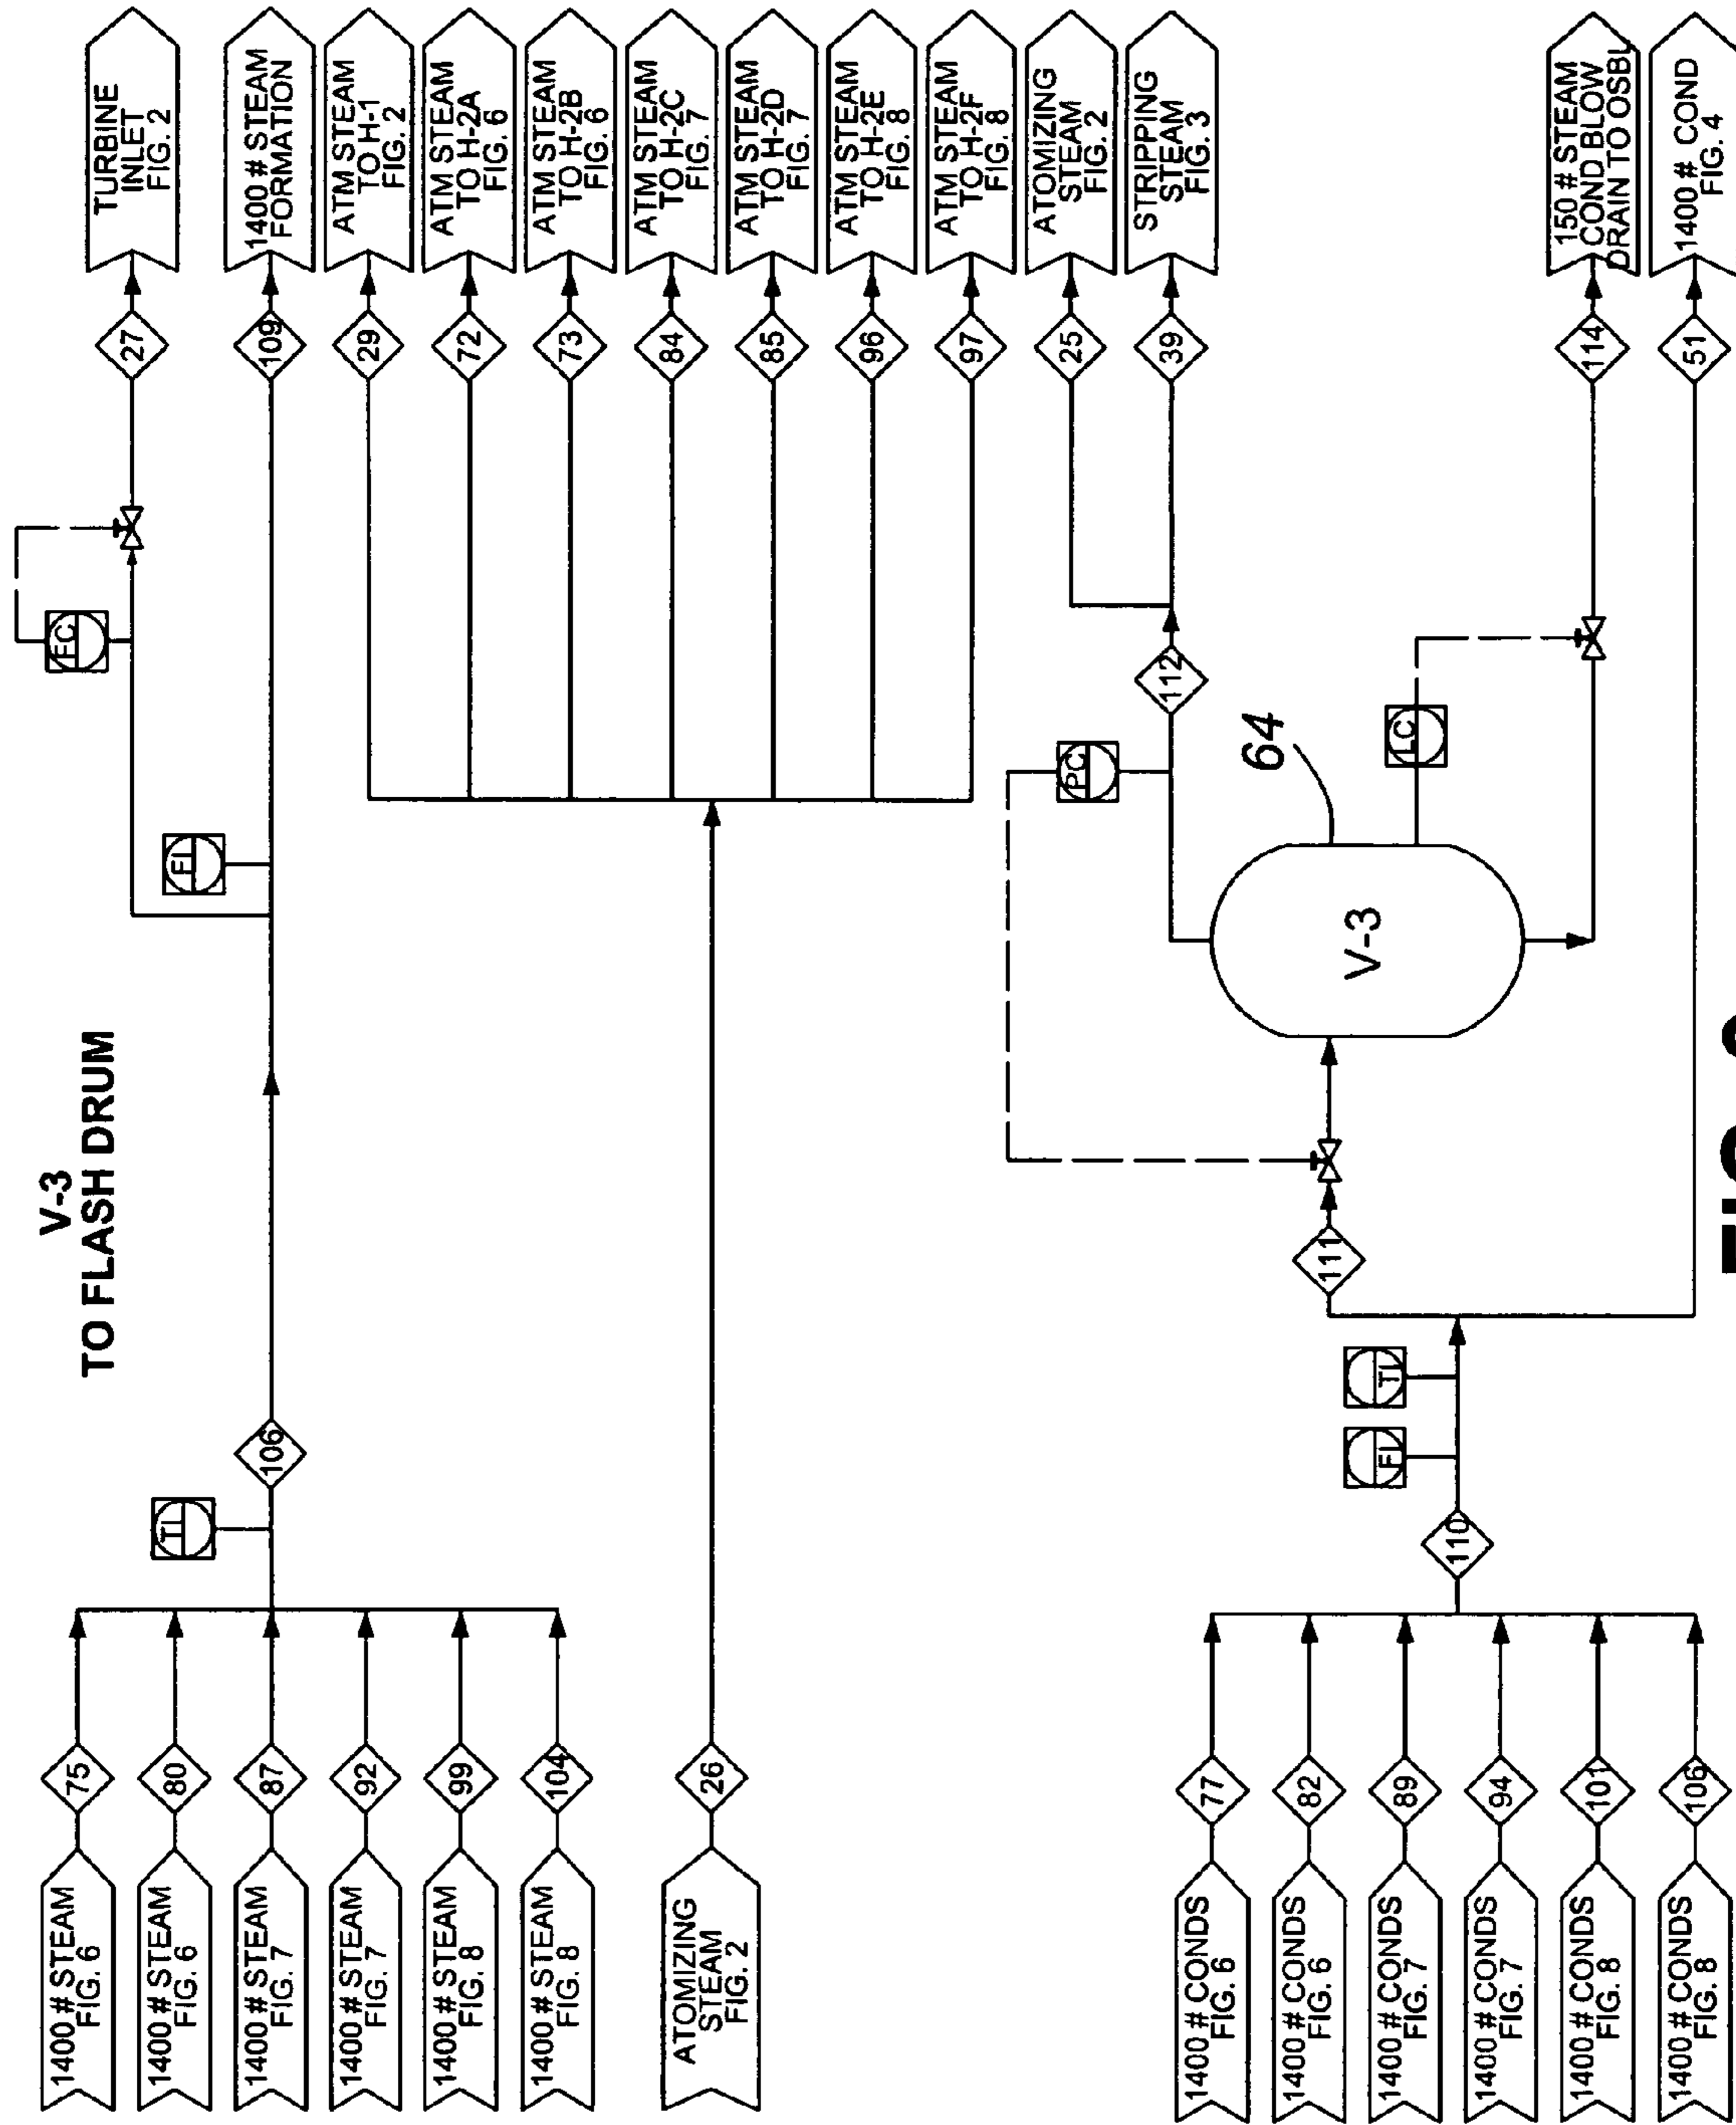 V-3
TO FLASH DRUM
1400 # STEAM
FIG. 6
75
1400 # STEAM
FIG. 6
80
1400 # STEAM
FIG. 7
87
1400 # STEAM
FIG. 7
92
1400 # STEAM
FIG. 8
99
1400 # STEAM
FIG. 8
104
TI
106
FI
FC
27
TURBINE
INLET
FIG. 2
109
1400 # STEAM
FORMATION
ATOMIZING
STEAM
FIG. 2
26
29
ATM STEAM
TO H-1
FIG. 2
72
ATM STEAM
TO H-2A
FIG. 6
73
ATM STEAM
TO H-2B
FIG. 6
84
ATM STEAM
TO H-2C
FIG. 7
85
ATM STEAM
TO H-2D
FIG. 7
96
ATM STEAM
TO H-2E
FIG. 8
97
ATM STEAM
TO H-2F
FIG. 8
25
ATOMIZING
STEAM
FIG. 2
39
STRIPPING
STEAM
FIG. 3
1400 # CONDS
FIG. 6
77
1400 # CONDS
FIG. 6
82
1400 # CONDS
FIG. 7
89
1400 # CONDS
FIG. 7
94
1400 # CONDS
FIG. 8
101
1400 # CONDS
FIG. 8
106
110
FI
TI
111
PC
112
64
V-3
LC
114
150 # STEAM
COND BLOW
DRAIN TO OSBL
51
1400 # COND
FIG. 4